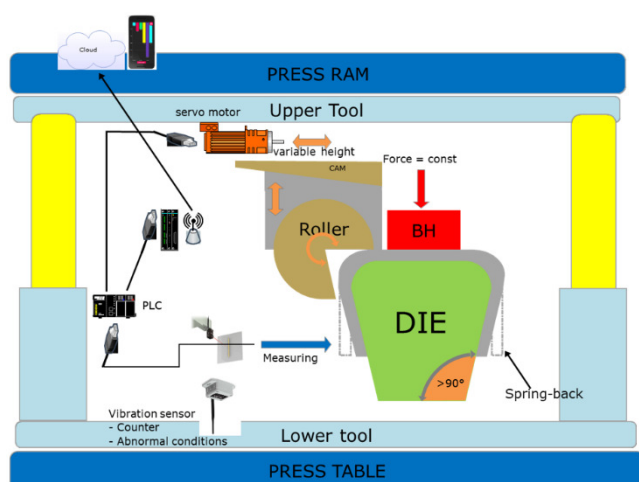 Cloud
PRESS RAM
Upper Tool
servo motor
variable height
Force = const
CAM
Roller
BH
PLC
DIE
Measuring
>90°
Spring-back
Vibration sensor
- Counter
- Abnormal conditions
Lower tool
PRESS TABLE